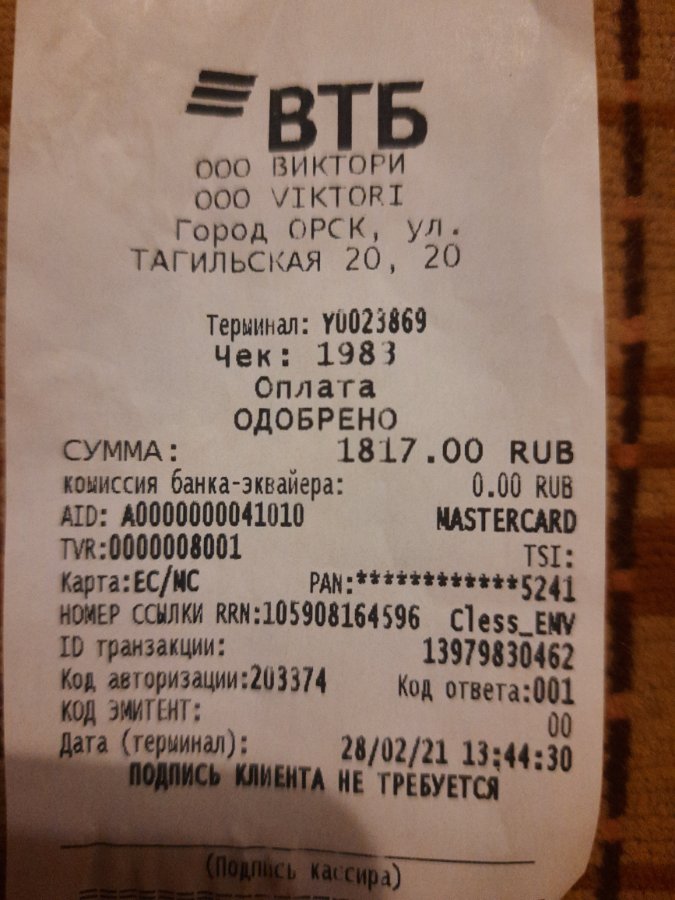 ВТБ
ООО ВИКТОРИ
ООО VIKTORI
Город ОРСК, ул.
ТАГИЛЬСКАЯ 20, 20
Терминал: Y0023869
Чек: 1983
Оплата
ОДОБРЕНО
СУММА: 1817.00 RUB
комиссия банка-эквайера: 0.00 RUB
AID: A0000000041010 MASTERCARD
TVR:0000008001 TSI:
Карта:EC/MC PAN:************5241
НОМЕР ССЫЛКИ RRN:105908164596 Cless_EMV
ID транзакции: 13979830462
Код авторизации:203374 Код ответа:001
КОД ЭМИТЕНТ: 00
Дата (терминал): 28/02/21 13:44:30
ПОДПИСЬ КЛИЕНТА НЕ ТРЕБУЕТСЯ
(Подпись кассира)